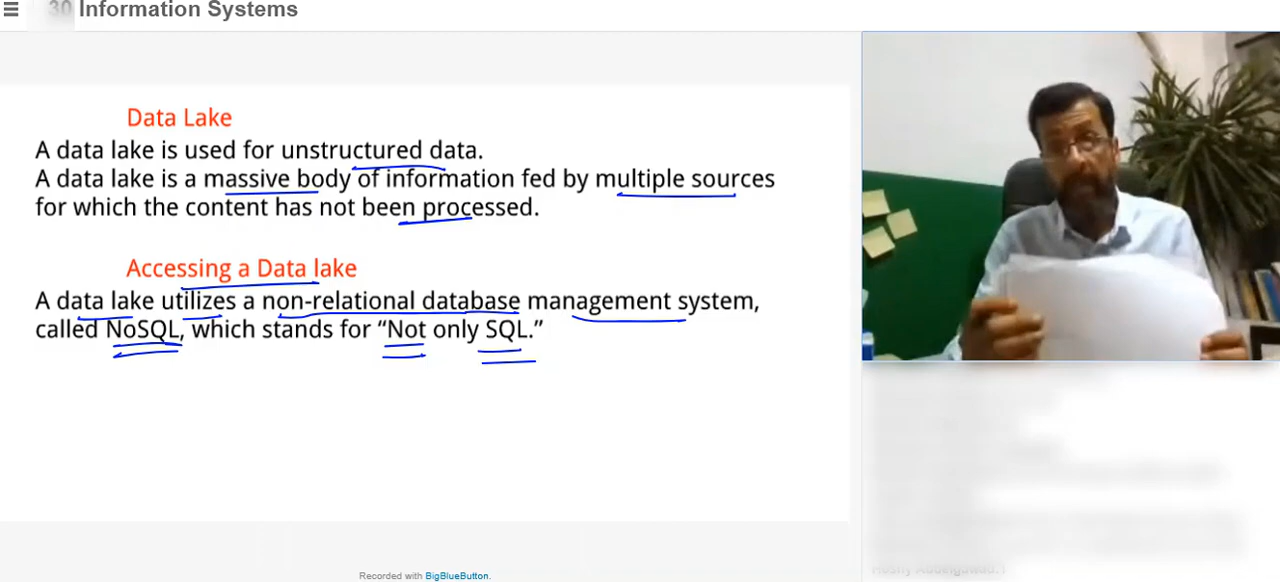 30 Information Systems
Data Lake
A data lake is used for unstructured data.
A data lake is a massive body of information fed by multiple sources
for which the content has not been processed.
Accessing a Data lake
A data lake utilizes a non-relational database management system,
called NoSQL, which stands for “Not only SQL.”
Recorded with BigBlueButton.